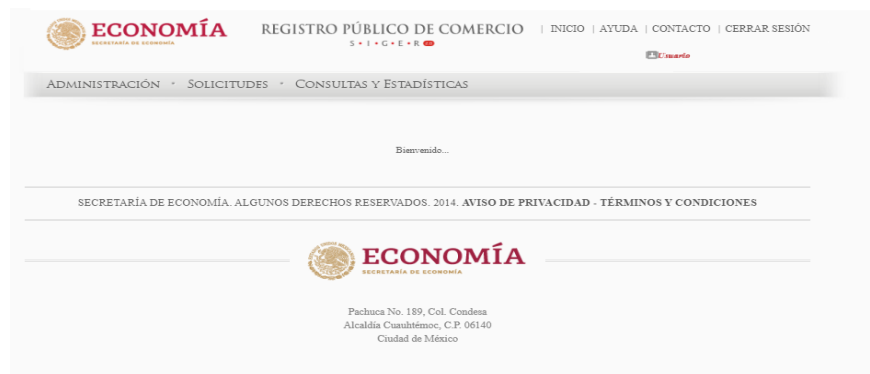 ECONOMÍA
SECRETARÍA DE ECONOMÍA
REGISTRO PÚBLICO DE COMERCIO
S • I • G • E • R
| INICIO | AYUDA | CONTACTO | CERRAR SESIÓN
Usuario
ADMINISTRACIÓN • SOLICITUDES • CONSULTAS Y ESTADÍSTICAS
Bienvenido...
SECRETARÍA DE ECONOMÍA. ALGUNOS DERECHOS RESERVADOS. 2014. AVISO DE PRIVACIDAD - TÉRMINOS Y CONDICIONES
ECONOMÍA
SECRETARÍA DE ECONOMÍA
Pachuca No. 189, Col. Condesa
Alcaldía Cuauhtémoc, C.P. 06140
Ciudad de México